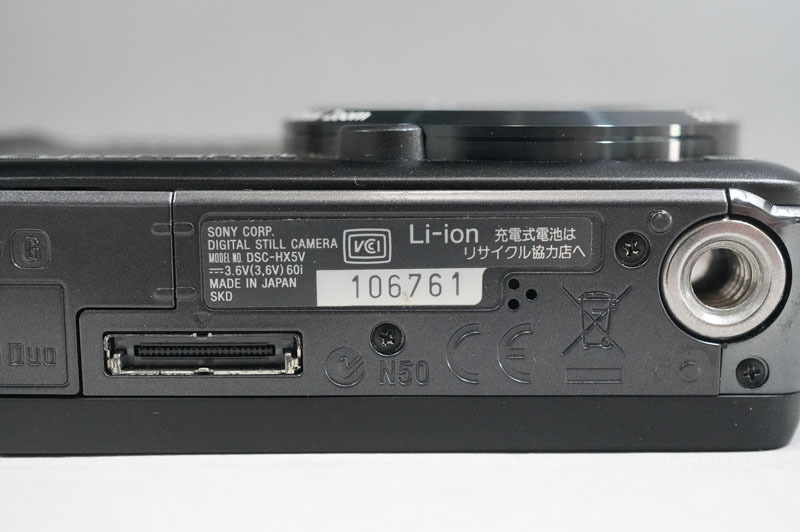 SONY CORP.
DIGITAL STILL CAMERA
MODEL NO. DSC-HX5V
⎓3.6V(3,6V) 60i
MADE IN JAPAN
SKD
VCCI
Li-ion
充電式電池は
リサイクル協力店へ
106761
G
Duo
N50
CE